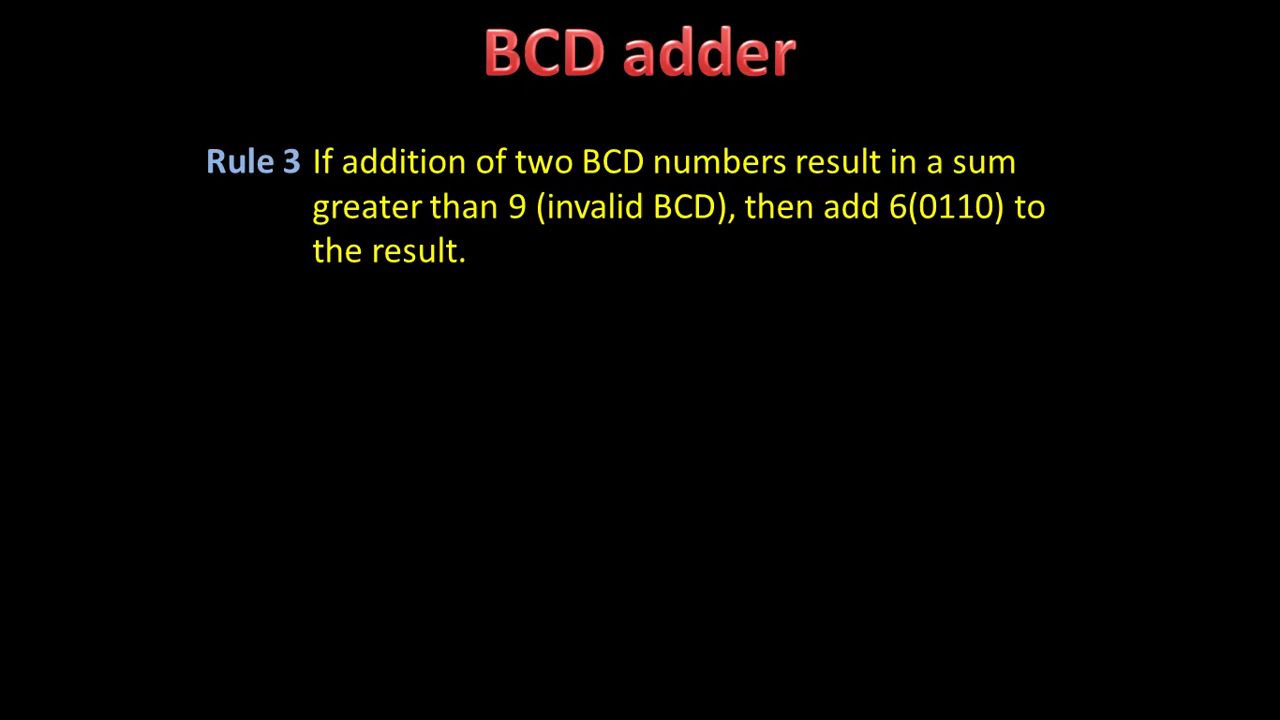 BCD adder
Rule 3 If addition of two BCD numbers result in a sum
greater than 9 (invalid BCD), then add 6(0110) to
the result.